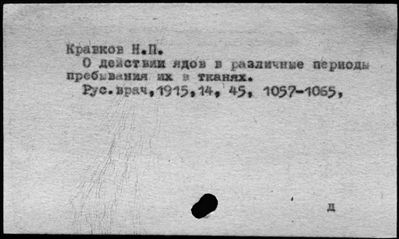 Кравков Н.П.
О действии ядов в различные периоды
пребывания их в тканях.
Рус.врач,1915,14, 45, 1057-1065,
д